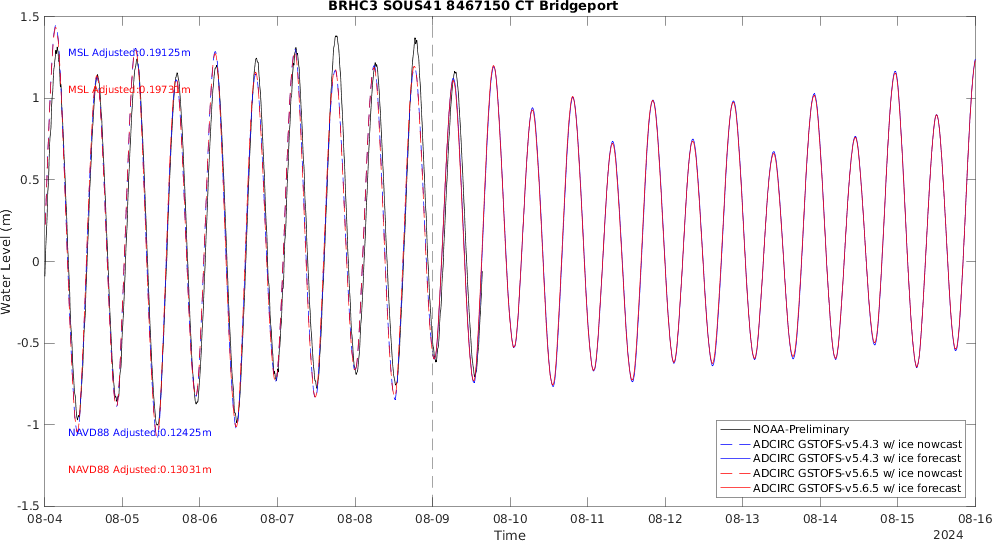 BRHC3 SOUS41 8467150 CT Bridgeport
1.5
1
0.5
0
-0.5
-1
-1.5
Water Level (m)
MSL Adjusted:0.19125m
MSL Adjusted:0.19731m
NAVD88 Adjusted:0.12425m
NAVD88 Adjusted:0.13031m
NOAA-Preliminary
ADCIRC GSTOFS-v5.4.3 w/ ice nowcast
ADCIRC GSTOFS-v5.4.3 w/ ice forecast
ADCIRC GSTOFS-v5.6.5 w/ ice nowcast
ADCIRC GSTOFS-v5.6.5 w/ ice forecast
08-04 08-05 08-06 08-07 08-08 08-09 08-10 08-11 08-12 08-13 08-14 08-15 08-16
Time
2024